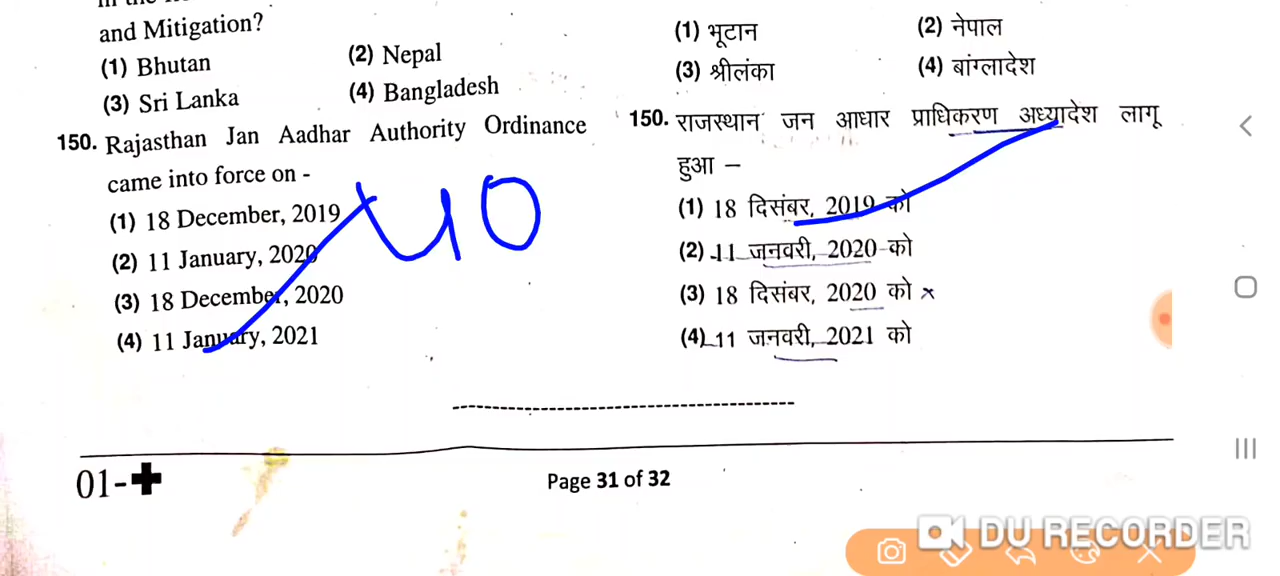 and Mitigation?
(1) Bhutan
(2) Nepal
(3) Sri Lanka
(4) Bangladesh
150. Rajasthan Jan Aadhar Authority Ordinance
came into force on -
(1) 18 December, 2019
(2) 11 January, 2020
(3) 18 December, 2020
(4) 11 January, 2021
(1) भूटान
(2) नेपाल
(3) श्रीलंका
(4) बांग्लादेश
150. राजस्थान जन आधार प्राधिकरण अध्यादेश लागू
हुआ –
(1) 18 दिसंबर, 2019 को
(2) 11 जनवरी, 2020 को
(3) 18 दिसंबर, 2020 को
(4) 11 जनवरी, 2021 को
01-✚
Page 31 of 32
DU RECORDER